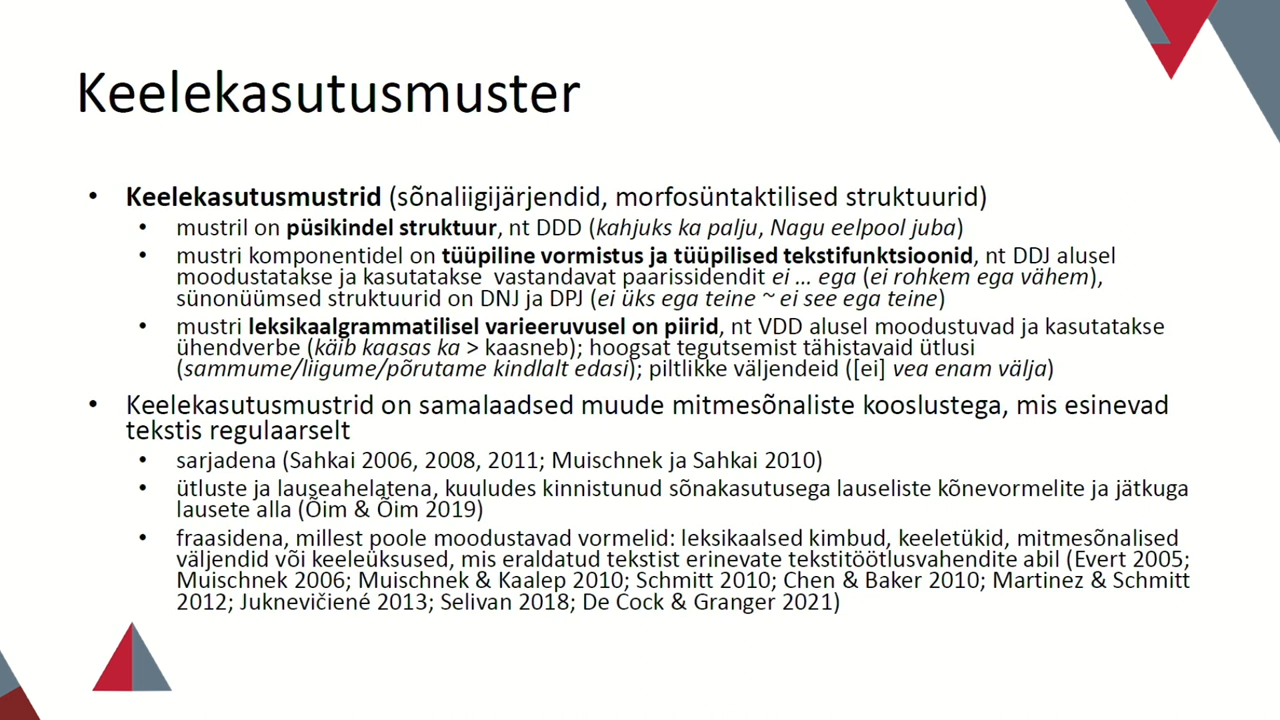 Keelekasutusmuster
• Keelekasutusmustrid (sõnaliigijärjendid, morfosüntaktilised struktuurid)
• mustril on püsikindel struktuur, nt DDD (kahjuks ka palju, Nagu eelpool juba)
• mustri komponentidel on tüüpiline vormistus ja tüüpilised tekstifunktsioonid, nt DDJ alusel
moodustatakse ja kasutatakse vastandavat paarissidendit ei … ega (ei rohkem ega vähem),
sünonüümsed struktuurid on DNJ ja DPJ (ei üks ega teine ~ ei see ega teine)
• mustri leksikaalgrammatilisel varieeruvusel on piirid, nt VDD alusel moodustuvad ja kasutatakse
ühendverbe (käib kaasas ka > kaasneb); hoogsat tegutsemist tähistavaid ütlusi
(sammume/liigume/põrutame kindlalt edasi); piltlikke väljendeid ([ei] vea enam välja)
• Keelekasutusmustrid on samalaadsed muude mitmesõnaliste kooslustega, mis esinevad
tekstis regulaarselt
• sarjadena (Sahkai 2006, 2008, 2011; Muischnek ja Sahkai 2010)
• ütluste ja lauseahelatena, kuuludes kinnistunud sõnakasutusega lauseliste kõnevormelite ja jätkuga
lausete alla (Õim & Õim 2019)
• fraasidena, millest poole moodustavad vormelid: leksikaalsed kimbud, keeletükid, mitmesõnalised
väljendid või keeleüksused, mis eraldatud tekstist erinevate tekstitöötlusvahendite abil (Evert 2005;
Muischnek 2006; Muischnek & Kaalep 2010; Schmitt 2010; Chen & Baker 2010; Martinez & Schmitt
2012; Juknevičiené 2013; Selivan 2018; De Cock & Granger 2021)